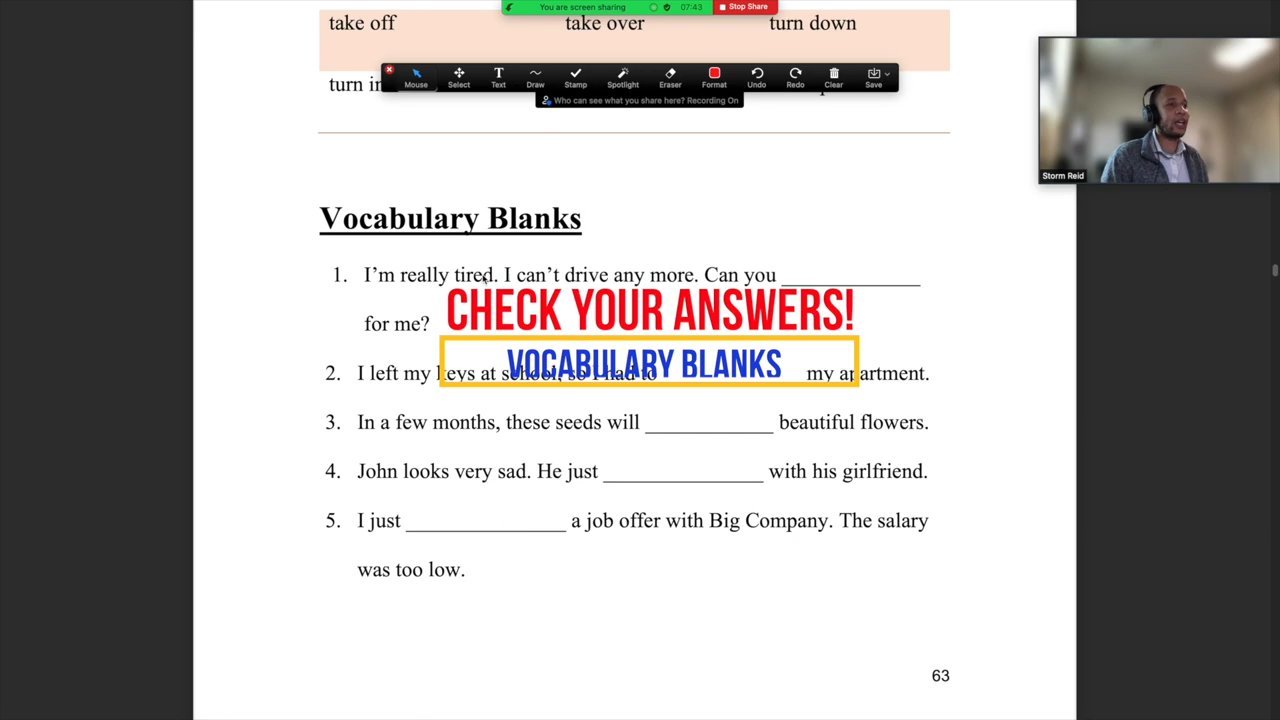 You are screen sharing 07:43 Stop Share
take off take over turn down
Mouse Select Text Draw Stamp Spotlight Eraser Format Undo Redo Clear Save
turn in
Who can see what you share here? Recording On
Storm Reid
Vocabulary Blanks
1. I'm really tired. I can't drive any more. Can you _____________
CHECK YOUR ANSWERS!
for me?
VOCABULARY BLANKS
2. I left my keys at school, so I had to my apartment.
3. In a few months, these seeds will ____________ beautiful flowers.
4. John looks very sad. He just _______________ with his girlfriend.
5. I just _______________ a job offer with Big Company. The salary
was too low.
63